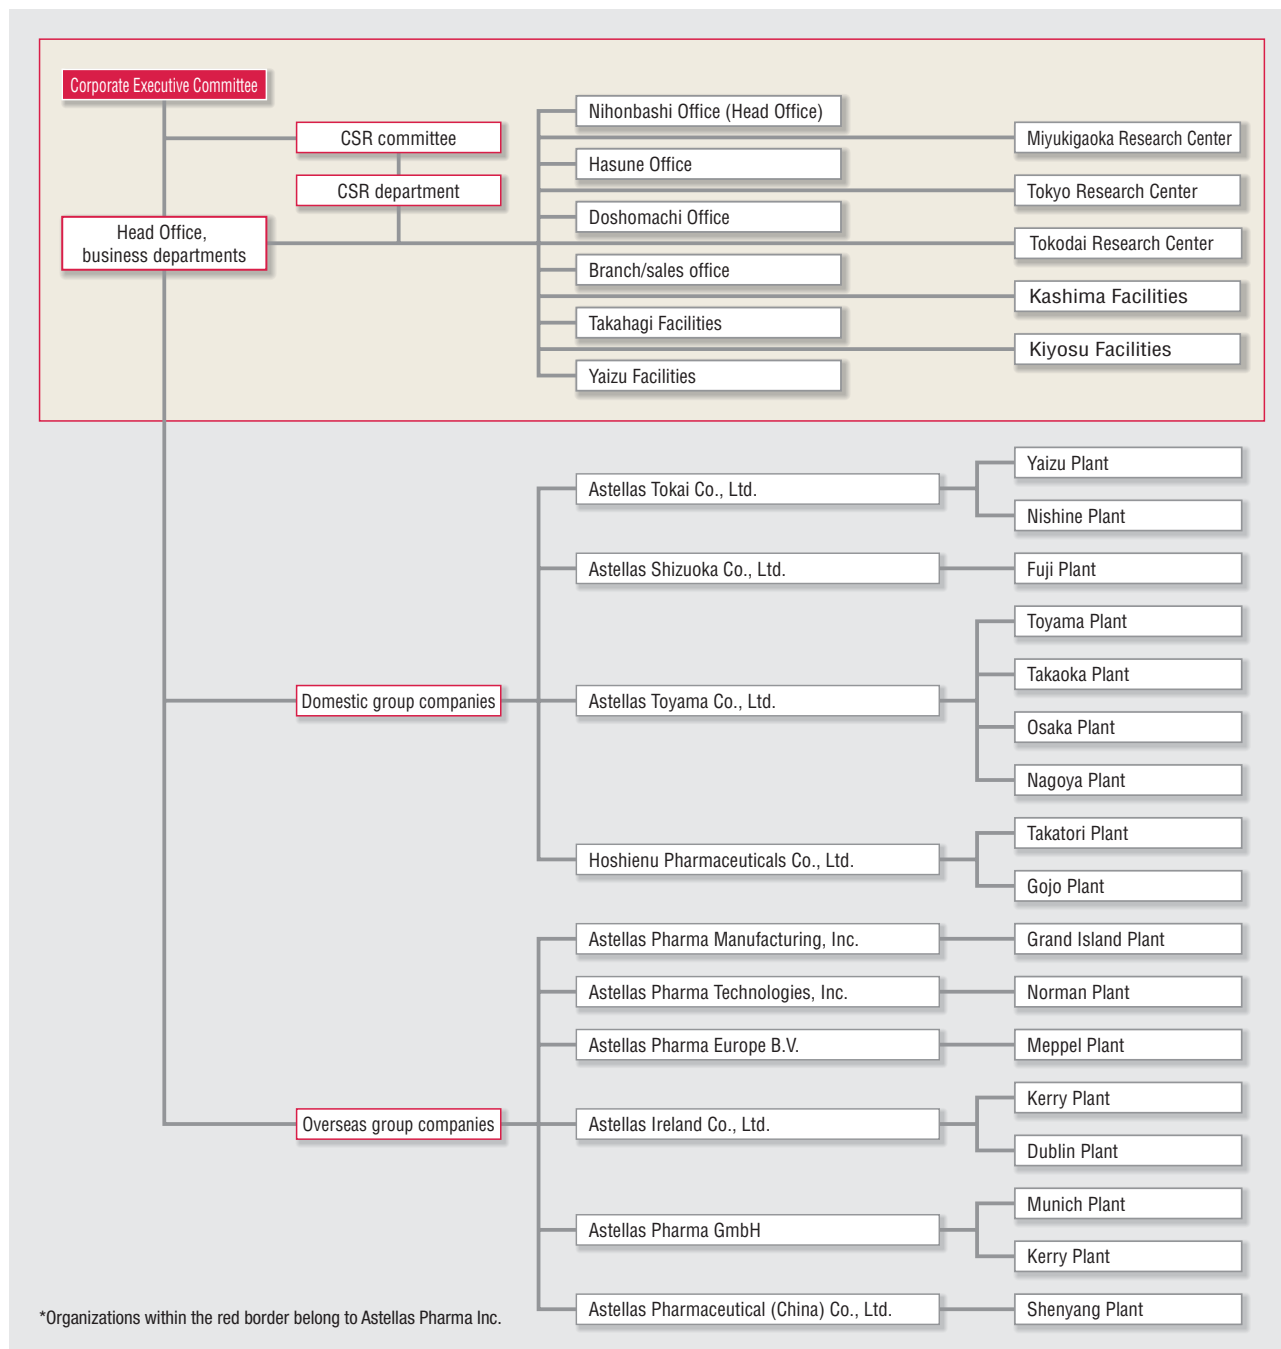 Corporate Executive Committee
CSR committee
CSR department
Head Office,
business departments
Nihonbashi Office (Head Office)
Miyukigaoka Research Center
Hasune Office
Tokyo Research Center
Doshomachi Office
Tokodai Research Center
Branch/sales office
Kashima Facilities
Takahagi Facilities
Kiyosu Facilities
Yaizu Facilities
Domestic group companies
Astellas Tokai Co., Ltd.
Yaizu Plant
Nishine Plant
Astellas Shizuoka Co., Ltd.
Fuji Plant
Astellas Toyama Co., Ltd.
Toyama Plant
Takaoka Plant
Osaka Plant
Nagoya Plant
Hoshienu Pharmaceuticals Co., Ltd.
Takatori Plant
Gojo Plant
Overseas group companies
Astellas Pharma Manufacturing, Inc.
Grand Island Plant
Astellas Pharma Technologies, Inc.
Norman Plant
Astellas Pharma Europe B.V.
Meppel Plant
Astellas Ireland Co., Ltd.
Kerry Plant
Dublin Plant
Astellas Pharma GmbH
Munich Plant
Kerry Plant
Astellas Pharmaceutical (China) Co., Ltd.
Shenyang Plant
*Organizations within the red border belong to Astellas Pharma Inc.